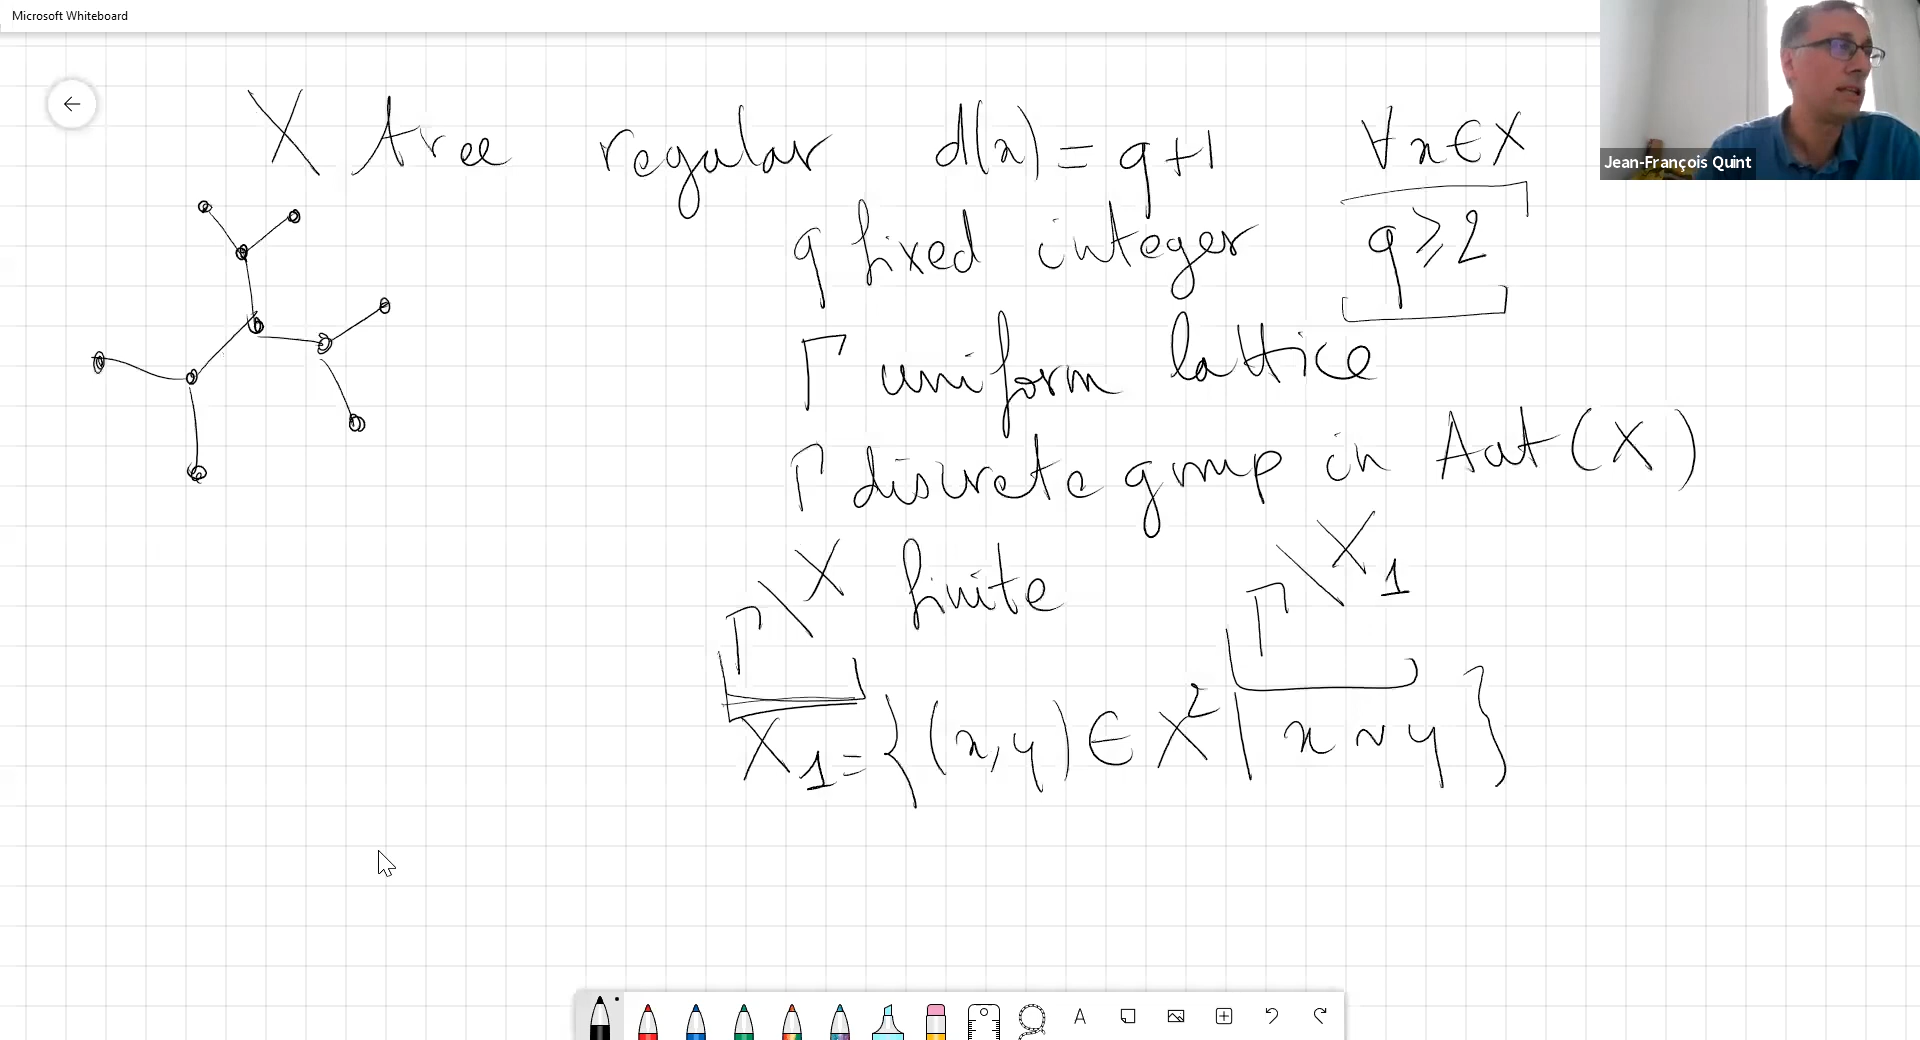 Microsoft Whiteboard
Jean-François Quint
X tree regular d(x) = q+1 ∀x∈X
q fixed integer q ⩾ 2
Γ uniform lattice
Γ discrete group in Aut(X)
Γ\X finite Γ\X₁
X₁ = {(x,y) ∈ X² | x ~ y}
A